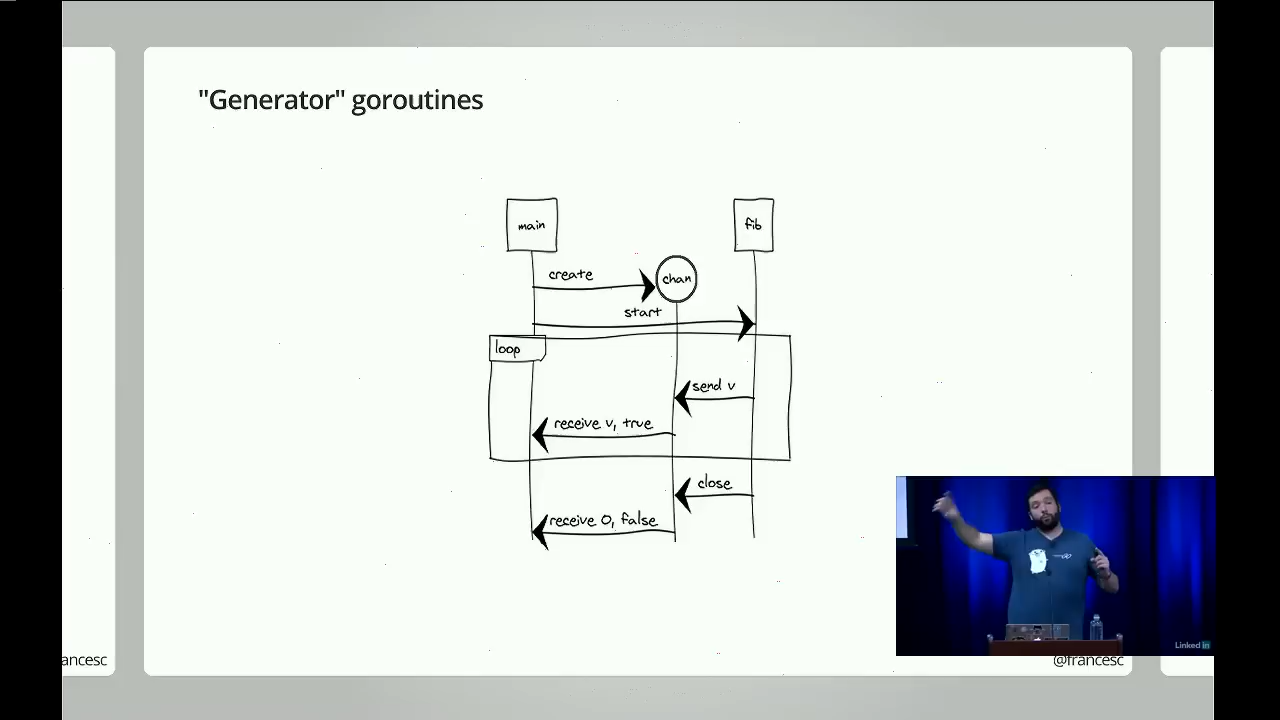 "Generator" goroutines
main
fib
create
chan
start
loop
send v
receive v, true
close
receive 0, false
Linked in
ancesc
@francesc